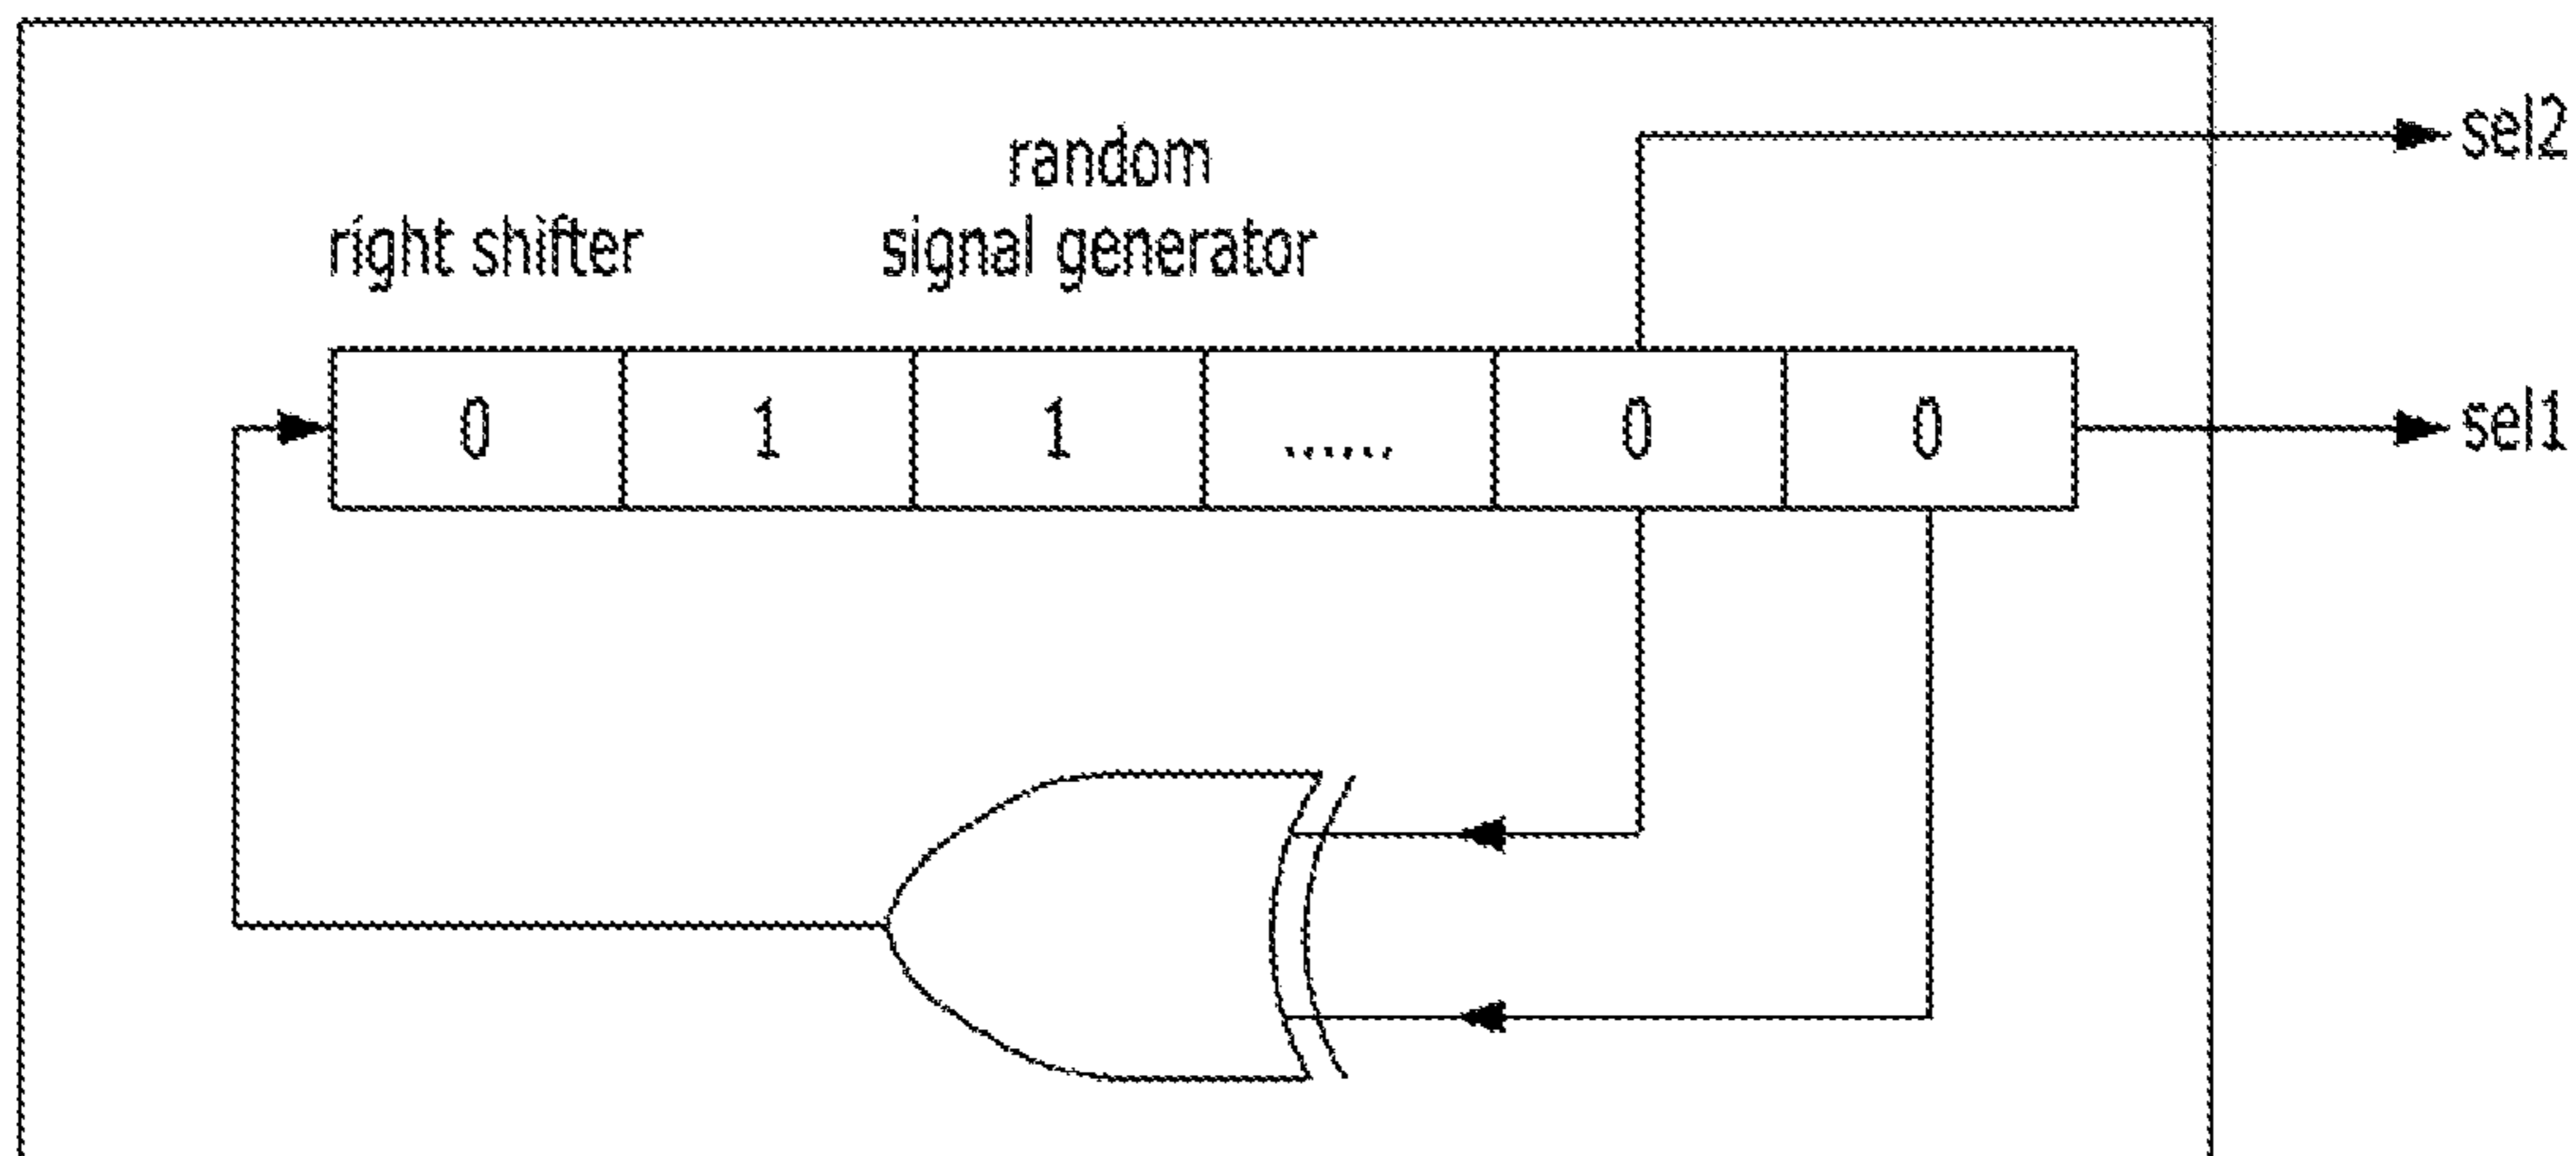 sel2
random
right shifter signal generator
0 1 1 ...... 0 0 sel1